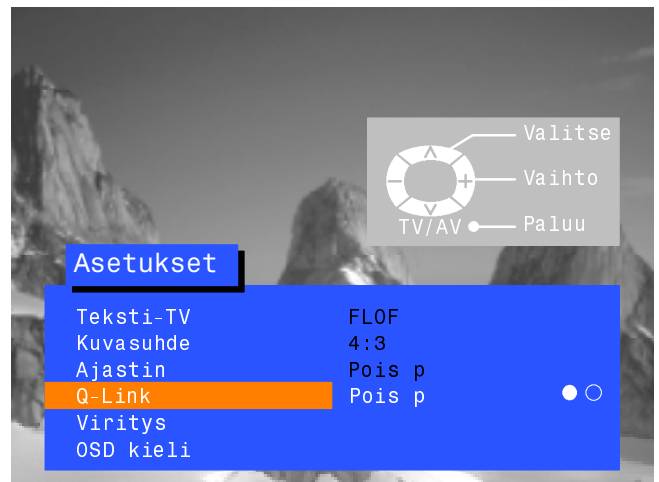 Valitse
Vaihto
TV/AV Paluu
Asetukset
Teksti-TV FLOF
Kuvasuhde 4:3
Ajastin Pois p
Q-Link Pois p
Viritys
OSD kieli